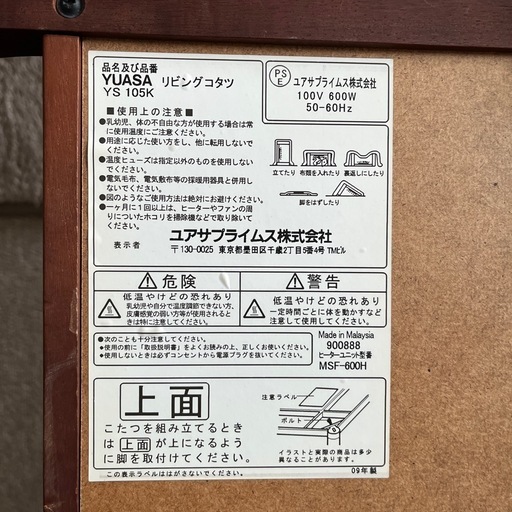 品名及び品番
YUASA リビングコタツ
YS 105K
PS
E
ユアサプライムス株式会社
100V 600W
50-60Hz
■使用上の注意■
●乳幼児、体の不自由な方が使用する場合は常に使用温度にご注意ください。
●用途に応じた使い方をし、他に転用しないでください。
●温度ヒューズは指定以外のものを使用しないでください。
●電気毛布、電気敷布等の採暖用器具と併用しないでください。
●図のようなご使用方法は絶対にお避けください。
●一ヶ月に1回以上は、ヒーターやファンの周りについたホコリを掃除機などで取り除いてください。
立てたり 布類を入れたり 裏返しにしたり
脚をはずしたり
表示者
ユアサプライムス株式会社
〒130-0025 東京都墨田区千歳2丁目5番4号 TMビル
危険
低温やけどの恐れあり
乳幼児や自分で温度調節できない方、
皮膚感覚の弱い方等が使用されるときは特に注意してください。
警告
低温やけどの恐れあり
一定時間ごとに体を動かすなど注意して使用してください。
●次のことも十分注意してください。
●使用の前に「取扱説明書」をよくお読みの上、正しくお使いください。
●使用しないときは必ずコンセントから電源プラグを抜いてください。
Made in Malaysia
900888
ヒーターユニット型番
MSF-600H
上面
こたつを組み立てるとき
は上面が上になるよう
に脚を取付けてください。
注意ラベル
ボルト
イラストと実際の商品は多少
異なることがあります。
この表示ラベルははがさないでください。
09年製